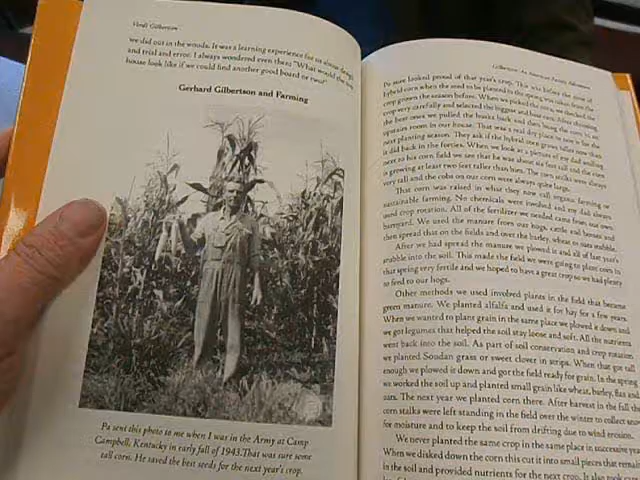 Verdi Gilbertson
we did out in the woods. It was a learning experience for us always though
and trial and error. I always wondered even then; "What would the
house look like if we could find another good board or two?"
Gerhard Gilbertson and Farming
Pa sent this photo to me when I was in the Army at Camp
Campbell, Kentucky in early fall of 1943. That was sure some
tall corn. He saved the best seeds for the next year's crop.
Gilbertson: An American Family Adventure
Pa sure looked proud of that year's crop. This was before the time of
hybrid corn when the seed to be planted in the spring was taken from the
crop grown the season before. When we picked the corn we checked the
crop very carefully and selected the biggest and best ears. After choosing
the best ones we pulled the husks back and then hung the corn in an
upstairs room in our house. That was a real dry place to save it for the
next planting season. They ask if the hybrid corn grows taller now than
it did back in the forties. When we look at a picture of my dad smiling
next to his corn field we see that he was about six feet tall and the corn
is growing at least two feet taller than him. The corn stalks were always
very tall and the cobs on our corn were always quite large.
That corn was raised in what they now call organic farming or
sustainable farming. No chemicals were involved and my dad always
used crop rotation. All of the fertilizer we needed came from our own
barnyard. We used the manure from our hogs, cattle and horses and
then spread that on the fields and over the barley, wheat or oats stubble.
After we had spread the manure we plowed it and all of last year's
stubble into the soil. This made the field we were going to plant corn in
that spring very fertile and we hoped to have a great crop so we had plenty
to feed to our hogs.
Other methods we used involved plants in the field that became
green manure. We planted alfalfa and used it for hay for a few years.
When we wanted to plant grain in the same place we plowed it down and
we got legumes that helped the soil stay loose and soft. All the nutrients
went back into the soil. As part of soil conservation and crop rotation,
we planted Soudan grass or sweet clover in strips. When that got tall
enough we plowed it down and got the field ready for grain. In the spring
we worked the soil up and planted small grain like wheat, barley, flax and
oats. The next year we planted corn there. After harvest in the fall the
corn stalks were left standing in the field over the winter to collect snow
for moisture and to keep the soil from drifting due to wind erosion.
We never planted the same crop in the same place in successive years.
When we disked down the corn this cut it into small pieces that remained
in the soil and provided nutrients for the next crop. It also took care